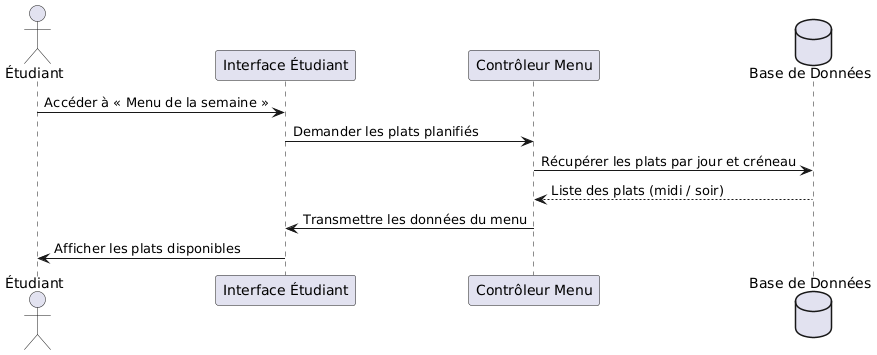 Étudiant
Interface Étudiant
Contrôleur Menu
Base de Données
Accéder à « Menu de la semaine »
Demander les plats planifiés
Récupérer les plats par jour et créneau
Liste des plats (midi / soir)
Transmettre les données du menu
Afficher les plats disponibles
Étudiant
Interface Étudiant
Contrôleur Menu
Base de Données